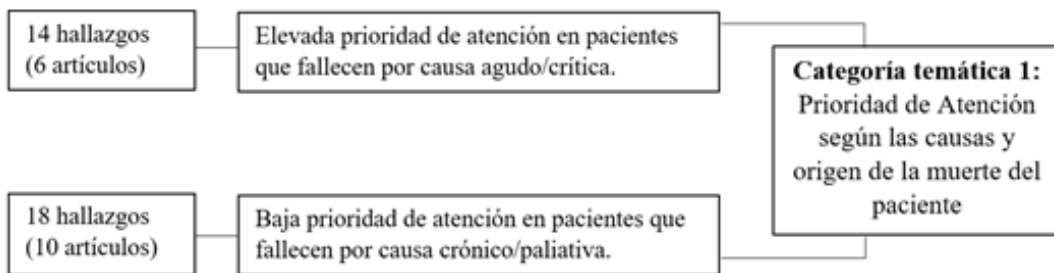 14 hallazgos
(6 artículos)
Elevada prioridad de atención en pacientes
que fallecen por causa agudo/crítica.
18 hallazgos
(10 artículos)
Baja prioridad de atención en pacientes que
fallecen por causa crónico/paliativa.
Categoría temática 1:
Prioridad de Atención
según las causas y
origen de la muerte del
paciente